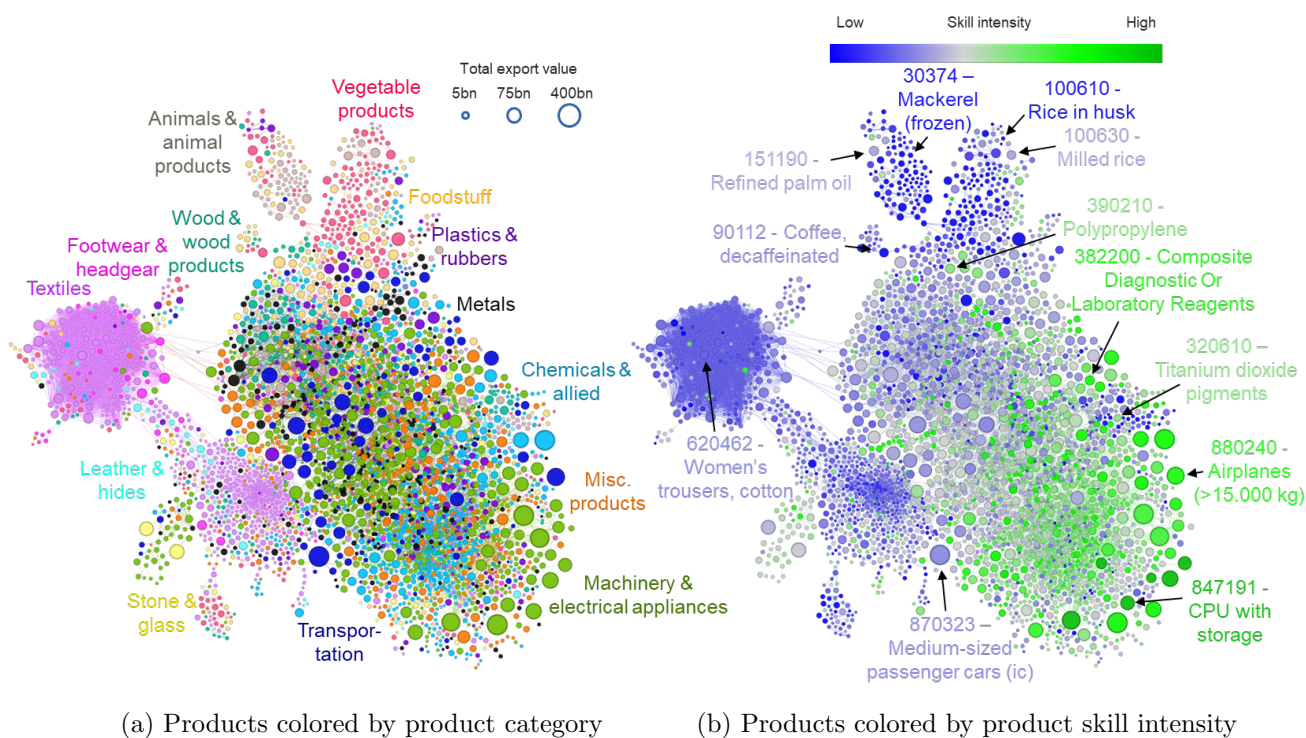 Total export value
5bn 75bn 400bn
Vegetable
products
Animals &
animal
products
Foodstuff
Wood &
wood
products
Plastics &
rubbers
Footwear &
headgear
Textiles
Metals
Chemicals &
allied
Leather &
hides
Misc.
products
Stone &
glass
Machinery &
electrical appliances
Transpor-
tation
(a) Products colored by product category
Low Skill intensity High
30374 –
Mackerel
(frozen)
100610 -
Rice in husk
100630 -
Milled rice
151190 -
Refined palm oil
390210 -
Polypropylene
90112 - Coffee,
decaffeinated
382200 - Composite
Diagnostic Or
Laboratory Reagents
320610 –
Titanium dioxide
pigments
620462 -
Women's
trousers, cotton
880240 -
Airplanes
(>15.000 kg)
847191 -
CPU with
storage
870323 –
Medium-sized
passenger cars (ic)
(b) Products colored by product skill intensity